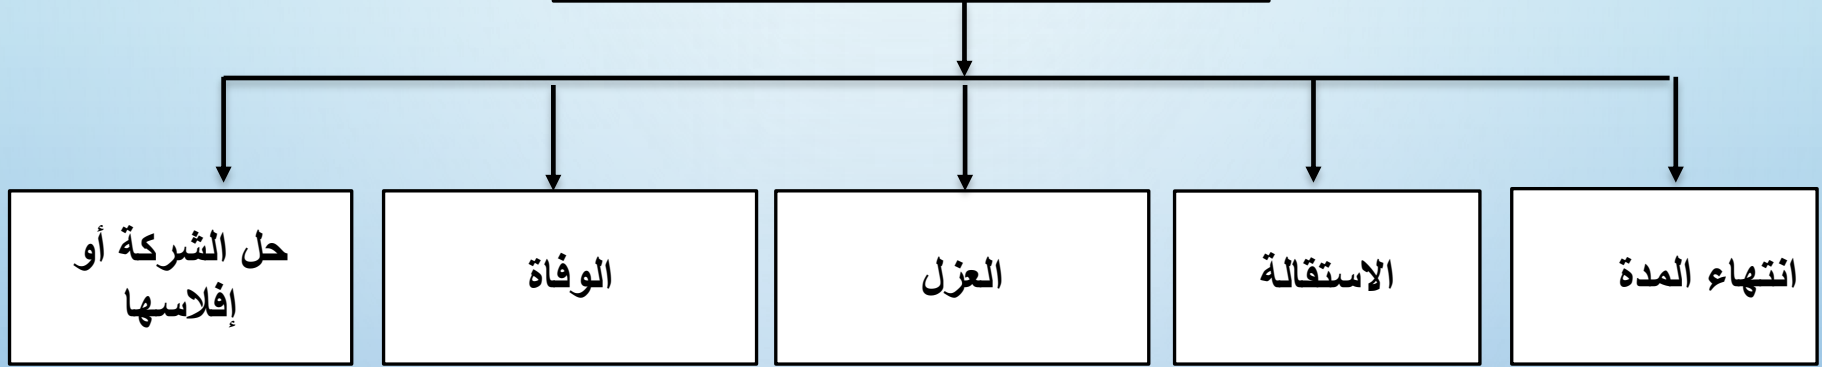 انتهاء المدة
الاستقالة
العزل
الوفاة
حل الشركة أو
إفلاسها